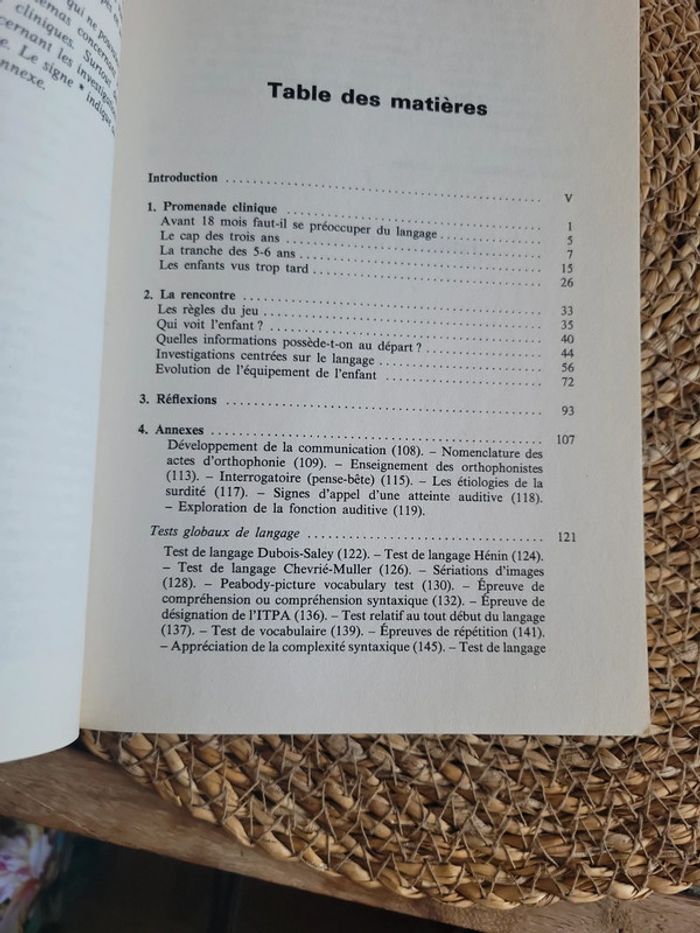 qui ne
concernant
cliniques. Surtout
cernant les
e. Le signe * indique
nnexe.
Table des matières
Introduction ........ V
1. Promenade clinique ........ 1
Avant 18 mois faut-il se préoccuper du langage ........ 5
Le cap des trois ans ........ 7
La tranche des 5-6 ans ........ 15
Les enfants vus trop tard ........ 26
2. La rencontre ........ 33
Les règles du jeu ........ 35
Qui voit l'enfant ? ........ 40
Quelles informations possède-t-on au départ ? ........ 44
Investigations centrées sur le langage ........ 56
Evolution de l'équipement de l'enfant ........ 72
3. Réflexions ........ 93
4. Annexes ........ 107
Développement de la communication (108). – Nomenclature des
actes d'orthophonie (109). – Enseignement des orthophonistes
(113). – Interrogatoire (pense-bête) (115). – Les étiologies de la
surdité (117). – Signes d'appel d'une atteinte auditive (118).
– Exploration de la fonction auditive (119).
Tests globaux de langage ........ 121
Test de langage Dubois-Saley (122). – Test de langage Hénin (124).
– Test de langage Chevrié-Muller (126). – Sériations d'images
(128). – Peabody-picture vocabulary test (130). – Épreuve de
compréhension ou compréhension syntaxique (132). – Épreuve de
désignation de l'ITPA (136). – Test relatif au tout début du langage
(137). – Test de vocabulaire (139). – Épreuves de répétition (141).
– Appréciation de la complexité syntaxique (145). – Test de langage